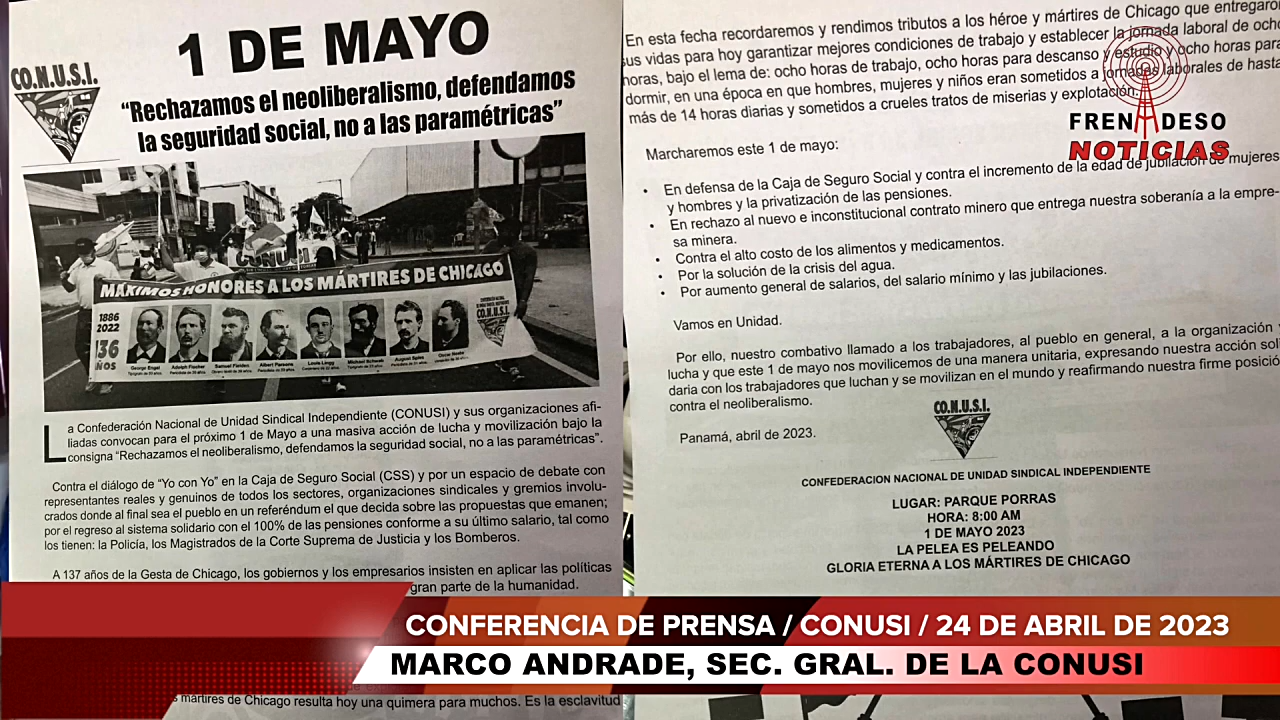 1 DE MAYO
CO.N.U.S.I.
“Rechazamos el neoliberalismo, defendamos
la seguridad social, no a las paramétricas”
CONUSI
MÁXIMOS HONORES A LOS MÁRTIRES DE CHICAGO
1886
2022
136
AÑOS
CO.N.U.S.I.
George Engel
Adolph Fischer
Samuel Fielden
Albert Parsons
Louis Lingg
Michael Schwab
August Spies
Oscar Neebe
La Confederación Nacional de Unidad Sindical Independiente (CONUSI) y sus organizaciones afi-
liadas convocan para el próximo 1 de Mayo a una masiva acción de lucha y movilización bajo la
consigna “Rechazamos el neoliberalismo, defendamos la seguridad social, no a las paramétricas”.
Contra el diálogo de “Yo con Yo” en la Caja de Seguro Social (CSS) y por un espacio de debate con
representantes reales y genuinos de todos los sectores, organizaciones sindicales y gremios involu-
crados donde al final sea el pueblo en un referéndum el que decida sobre las propuestas que emanen;
por el regreso al sistema solidario con el 100% de las pensiones conforme a su último salario, tal como
los tienen: la Policía, los Magistrados de la Corte Suprema de Justicia y los Bomberos.
A 137 años de la Gesta de Chicago, los gobiernos y los empresarios insisten en aplicar las políticas
gran parte de la humanidad.
mártires de Chicago resulta hoy una quimera para muchos. Es la esclavitud
En esta fecha recordaremos y rendimos tributos a los héroe y mártires de Chicago que entregaron
sus vidas para hoy garantizar mejores condiciones de trabajo y establecer la jornada laboral de ocho
horas, bajo el lema de: ocho horas de trabajo, ocho horas para descanso y estudio y ocho horas para
dormir, en una época en que hombres, mujeres y niños eran sometidos a jornadas laborales de hasta
más de 14 horas diarias y sometidos a crueles tratos de miserias y explotación.
FRENADESO
NOTICIAS
Marcharemos este 1 de mayo:
• En defensa de la Caja de Seguro Social y contra el incremento de la edad de jubilación de mujeres
y hombres y la privatización de las pensiones.
• En rechazo al nuevo e inconstitucional contrato minero que entrega nuestra soberanía a la empre-
sa minera.
• Contra el alto costo de los alimentos y medicamentos.
• Por la solución de la crisis del agua.
• Por aumento general de salarios, del salario mínimo y las jubilaciones.
Vamos en Unidad.
Por ello, nuestro combativo llamado a los trabajadores, al pueblo en general, a la organización
lucha y que este 1 de mayo nos movilicemos de una manera unitaria, expresando nuestra acción soli
daria con los trabajadores que luchan y se movilizan en el mundo y reafirmando nuestra firme posició
contra el neoliberalismo.
Panamá, abril de 2023.
CO.N.U.S.I.
CONFEDERACION NACIONAL DE UNIDAD SINDICAL INDEPENDIENTE
LUGAR: PARQUE PORRAS
HORA: 8:00 AM
1 DE MAYO 2023
LA PELEA ES PELEANDO
GLORIA ETERNA A LOS MÁRTIRES DE CHICAGO
CONFERENCIA DE PRENSA / CONUSI / 24 DE ABRIL DE 2023
MARCO ANDRADE, SEC. GRAL. DE LA CONUSI